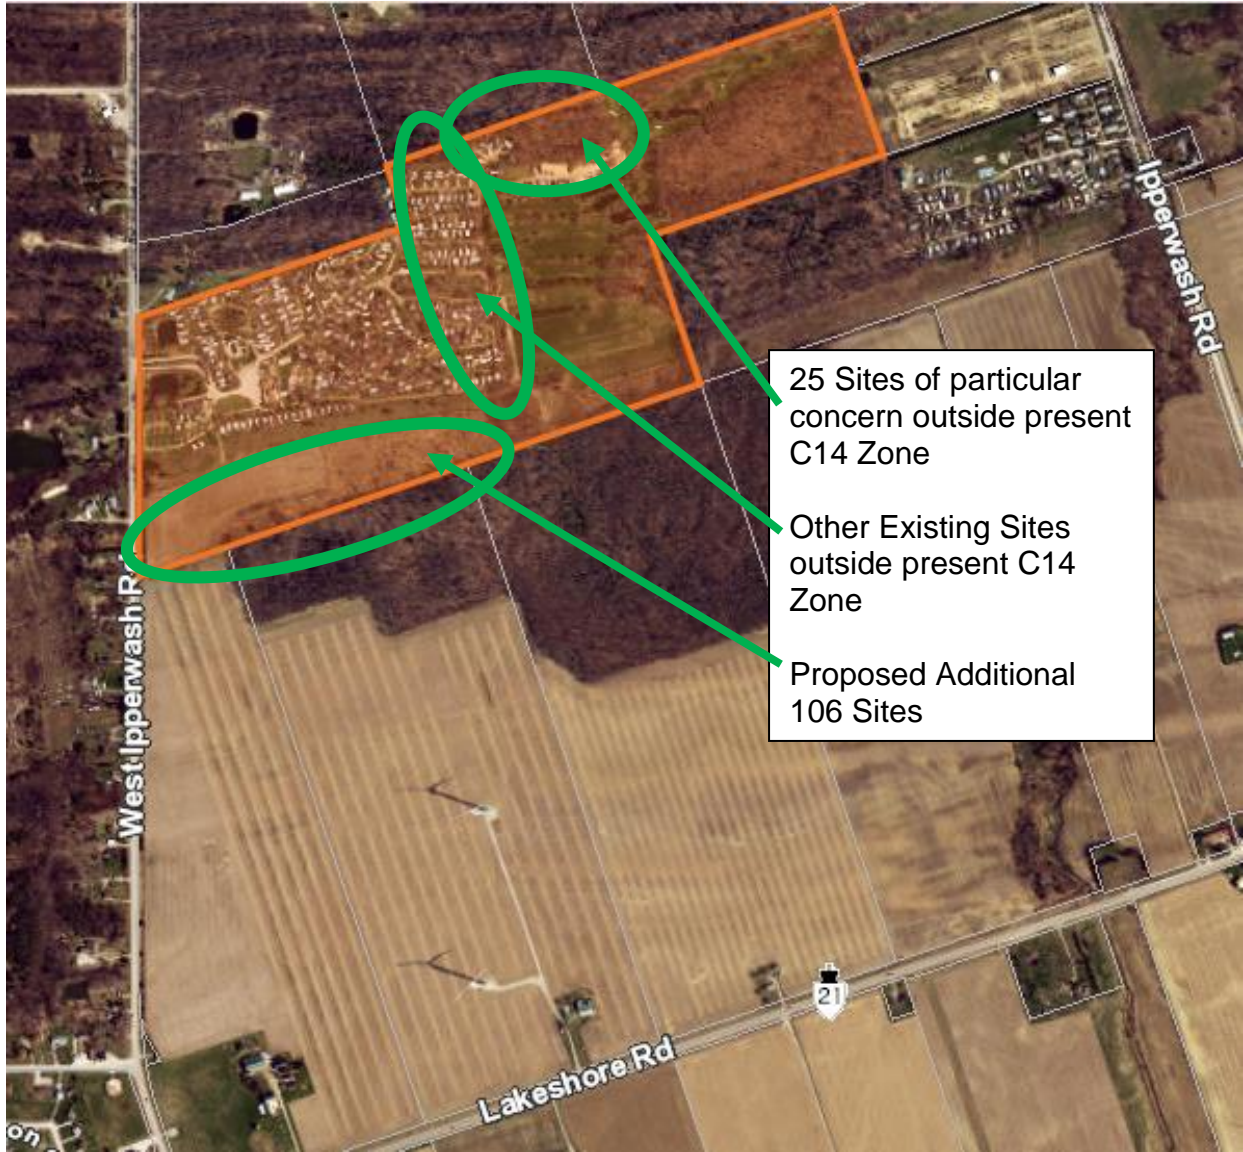 Ipperwash Rd
25 Sites of particular
concern outside present
C14 Zone
Other Existing Sites
outside present C14
Zone
Proposed Additional
106 Sites
West Ipperwash Rd
21
Lakeshore Rd
on